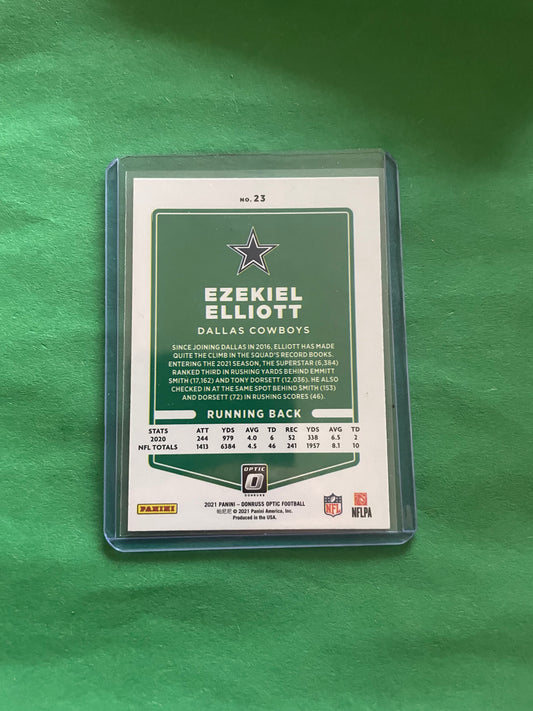 NO. 23
EZEKIEL
ELLIOTT
DALLAS COWBOYS
SINCE JOINING DALLAS IN 2016, ELLIOTT HAS MADE
QUITE THE CLIMB IN THE SQUAD'S RECORD BOOKS.
ENTERING THE 2021 SEASON, THE SUPERSTAR (6,384)
RANKED THIRD IN RUSHING YARDS BEHIND EMMITT
SMITH (17,162) AND TONY DORSETT (12,036). HE ALSO
CHECKED IN AT THE SAME SPOT BEHIND SMITH (153)
AND DORSETT (72) IN RUSHING SCORES (46).
RUNNING BACK
STATS ATT YDS AVG TD REC YDS AVG TD
2020 244 979 4.0 6 52 338 6.5 2
NFL TOTALS 1413 6384 4.5 46 241 1957 8.1 10
OPTIC
DONRUSS
PANINI
2021 PANINI – DONRUSS OPTIC FOOTBALL
帕尼尼 © 2021 Panini America, Inc.
Produced in the USA.
NFL
NFLPA